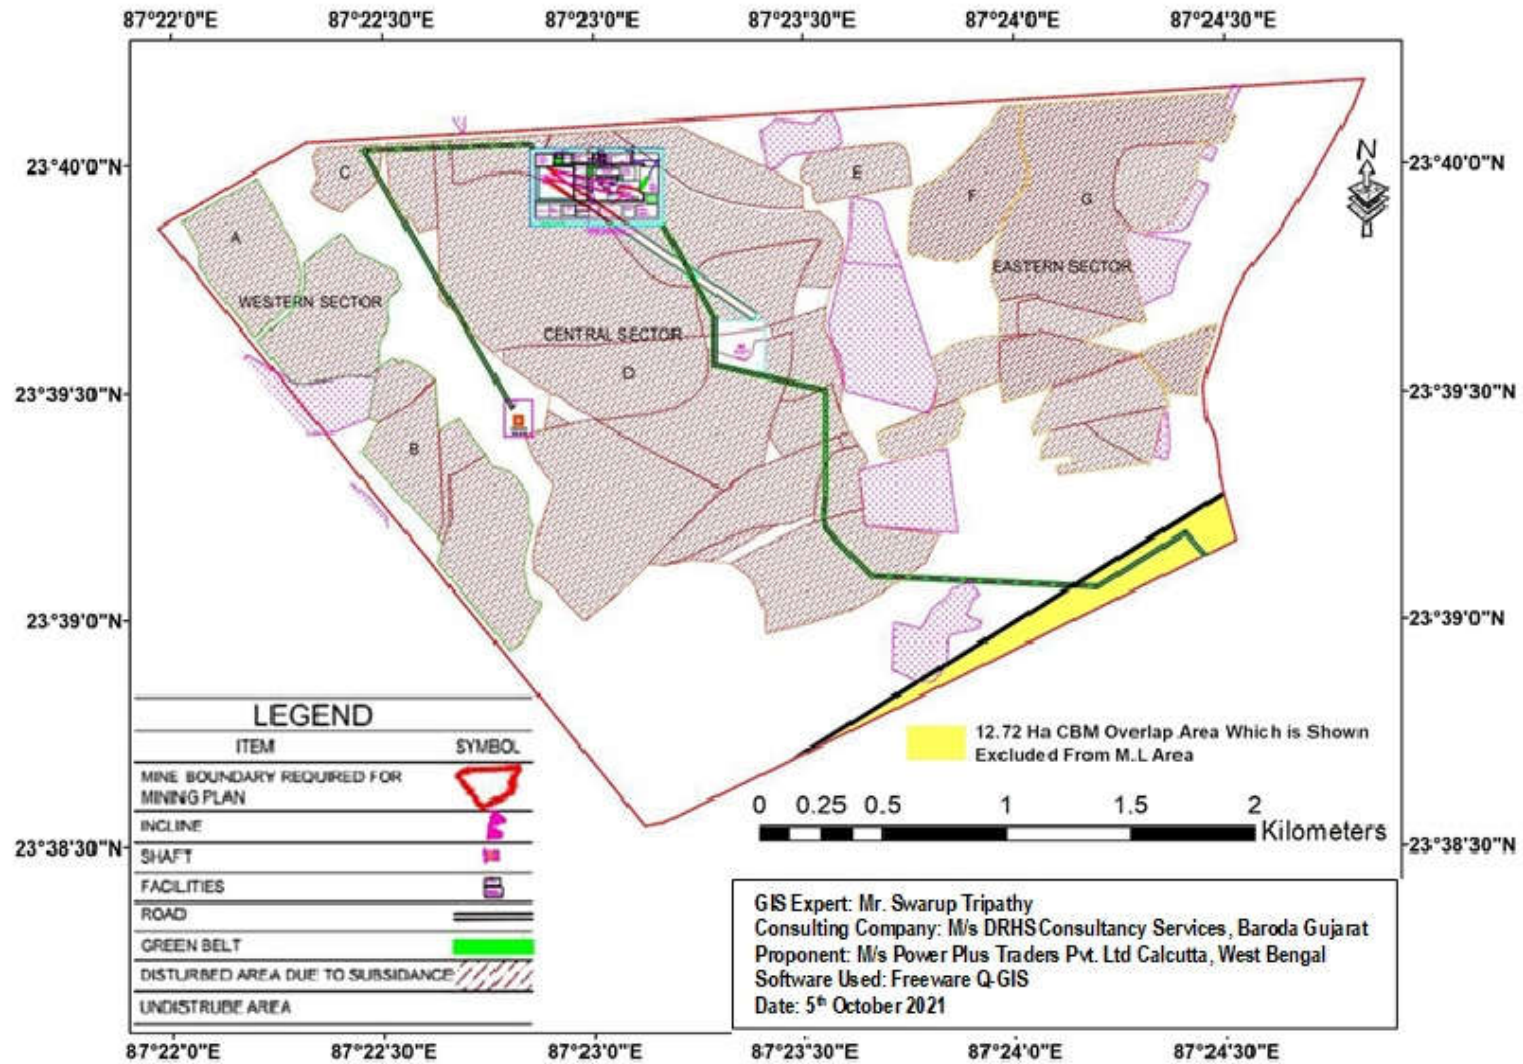 87°22'0"E 87°22'30"E 87°23'0"E 87°23'30"E 87°24'0"E 87°24'30"E
23°40'0"N 23°40'0"N
N
C
E
F
G
A
EASTERN SECTOR
WESTERN SECTOR
CENTRAL SECTOR
D
23°39'30"N 23°39'30"N
B
23°39'0"N 23°39'0"N
LEGEND
ITEM SYMBOL
MINE BOUNDARY REQUIRED FOR
MINING PLAN
INCLINE
SHAFT
FACILITIES
ROAD
GREEN BELT
DISTURBED AREA DUE TO SUBSIDANCE
UNDISTRUBE AREA
12.72 Ha CBM Overlap Area Which is Shown
Excluded From M.L Area
0 0.25 0.5 1 1.5 2
Kilometers
23°38'30"N 23°38'30"N
GIS Expert: Mr. Swarup Tripathy
Consulting Company: M/s DRHS Consultancy Services, Baroda Gujarat
Proponent: M/s Power Plus Traders Pvt. Ltd Calcutta, West Bengal
Software Used: Freeware Q-GIS
Date: 5th October 2021
87°22'0"E 87°22'30"E 87°23'0"E 87°23'30"E 87°24'0"E 87°24'30"E